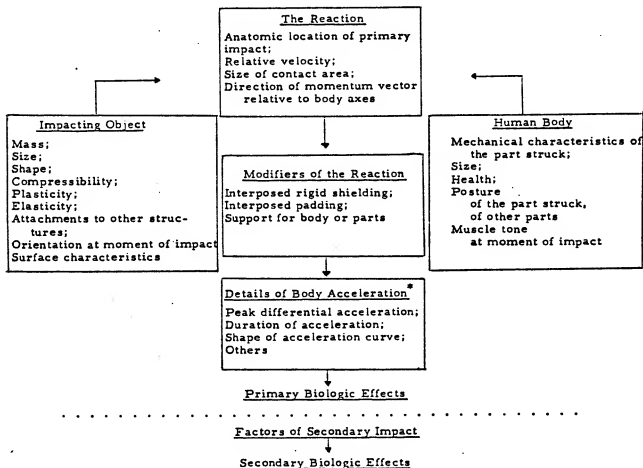 The Reaction
Anatomic location of primary
impact;
Relative velocity;
Size of contact area;
Direction of momentum vector
relative to body axes
Impacting Object
Mass;
Size;
Shape;
Compressibility;
Plasticity;
Elasticity;
Attachments to other struc-
tures;
Orientation at moment of impact
Surface characteristics
Modifiers of the Reaction
Interposed rigid shielding;
Interposed padding;
Support for body or parts
Human Body
Mechanical characteristics of
the part struck;
Size;
Health;
Posture
of the part struck,
of other parts
Muscle tone
at moment of impact
Details of Body Acceleration*
Peak differential acceleration;
Duration of acceleration;
Shape of acceleration curve;
Others
Primary Biologic Effects
Factors of Secondary Impact
Secondary Biologic Effects